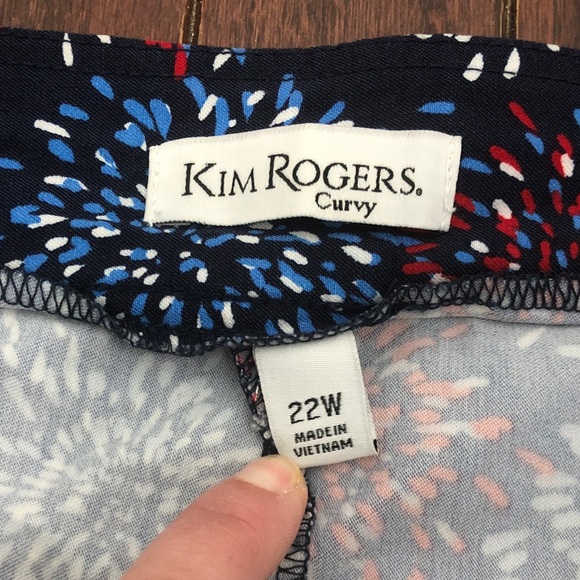 KIM ROGERS®
Curvy
22W
MADE IN
VIETNAM